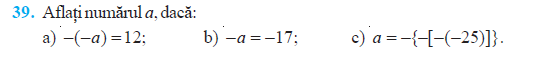 39. Aflați numărul a, dacă:
a) −(−a) = 12; b) −a = −17; c) a = −{−[−(−25)]}.